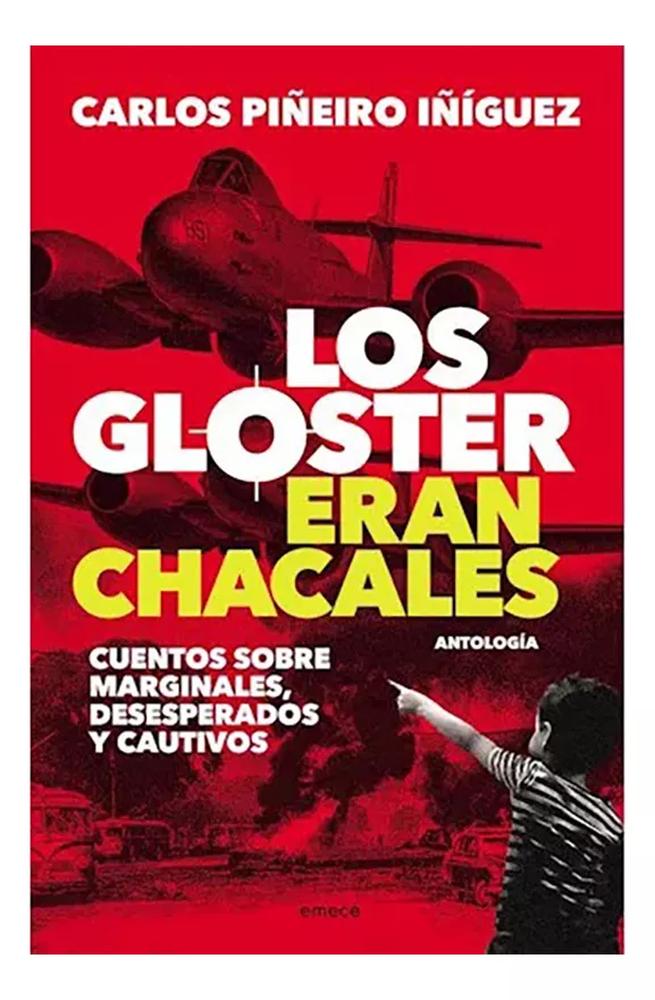 CARLOS PIÑEIRO IÑÍGUEZ
LOS
GLOSTER
ERAN
CHACALES
ANTOLOGÍA
CUENTOS SOBRE
MARGINALES,
DESESPERADOS
Y CAUTIVOS
emece